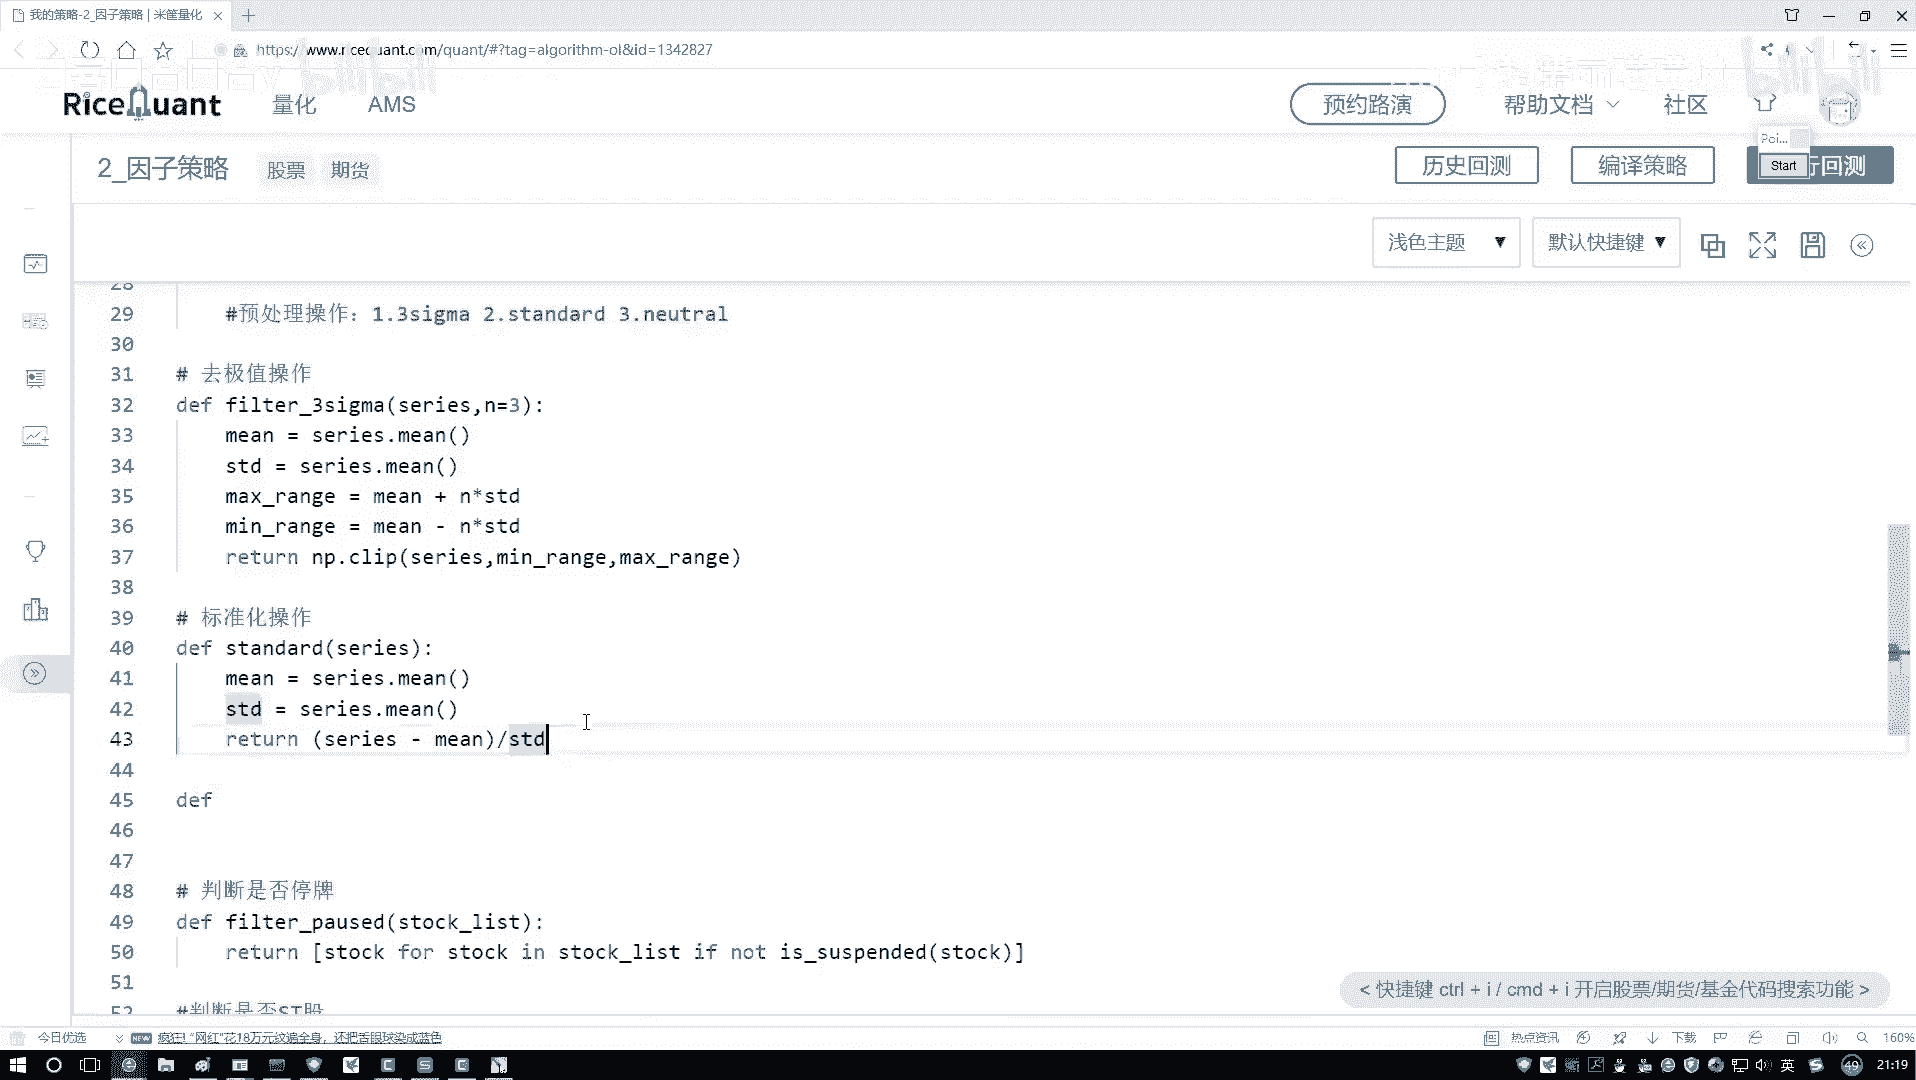 我的策略-2_因子策略 | 米筐量化
https://www.ricequant.com/quant/#?tag=algorithm-ol&id=1342827
bilibili
bilibili
RiceQuant
量化
AMS
预约路演
帮助文档
社区
Poi...
Start
2_因子策略
股票
期货
历史回测
编译策略
行回测
浅色主题
默认快捷键
28
29 #预处理操作：1.3sigma 2.standard 3.neutral
30
31 # 去极值操作
32 def filter_3sigma(series,n=3):
33 mean = series.mean()
34 std = series.mean()
35 max_range = mean + n*std
36 min_range = mean - n*std
37 return np.clip(series,min_range,max_range)
38
39 # 标准化操作
40 def standard(series):
41 mean = series.mean()
42 std = series.mean()
43 return (series - mean)/std
44
45 def
46
47
48 # 判断是否停牌
49 def filter_paused(stock_list):
50 return [stock for stock in stock_list if not is_suspended(stock)]
51
52 #判断是否ST股
< 快捷键 ctrl + i / cmd + i 开启股票/期货/基金代码搜索功能 >
今日优选
NEW
疯狂! "网红"花18万元纹遍全身，还把舌眼球染成蓝色
热点资讯
下载
160%
英
49
21:19